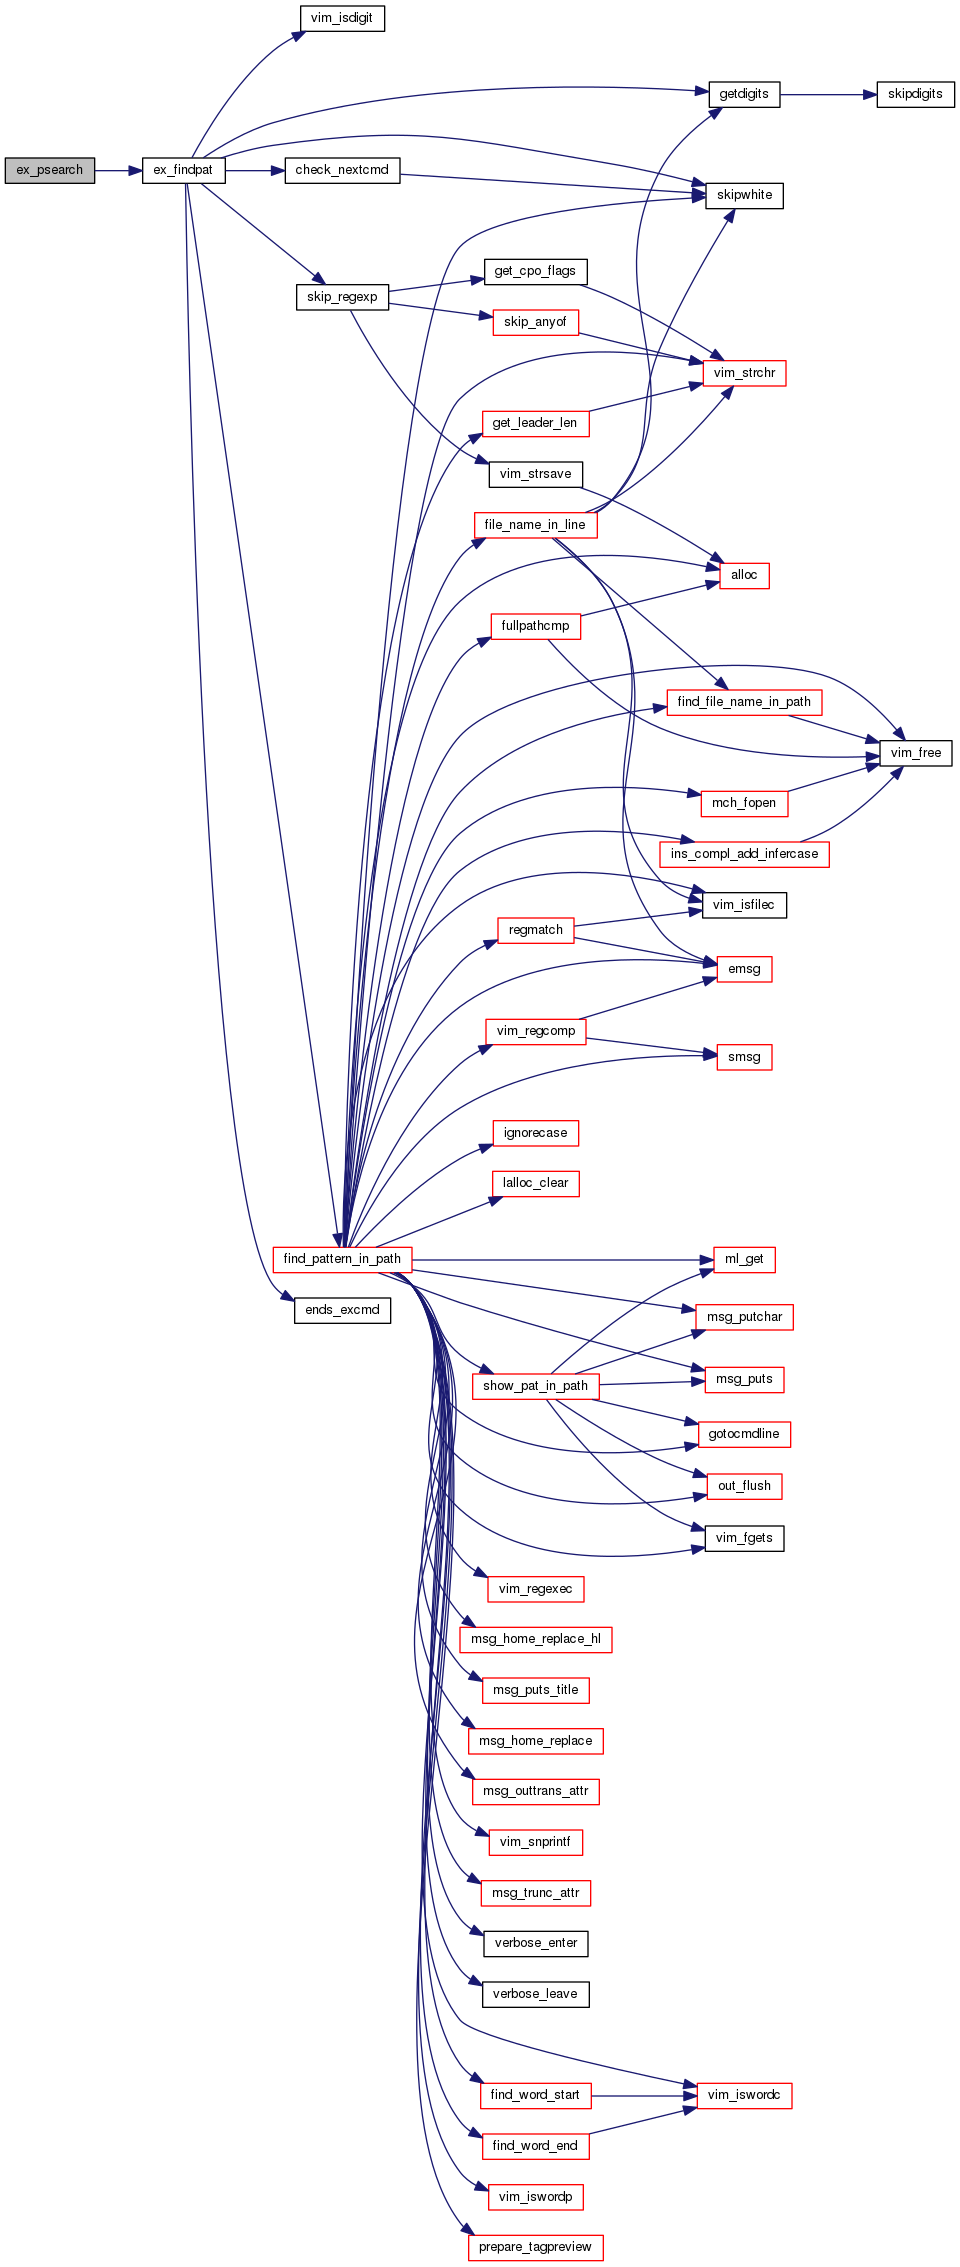 vim_isdigit
getdigits
skipdigits
ex_psearch
ex_findpat
check_nextcmd
skipwhite
get_cpo_flags
skip_regexp
skip_anyof
vim_strchr
get_leader_len
vim_strsave
file_name_in_line
alloc
fullpathcmp
find_file_name_in_path
vim_free
mch_fopen
ins_compl_add_infercase
vim_isfilec
regmatch
emsg
vim_regcomp
smsg
ignorecase
lalloc_clear
find_pattern_in_path
ml_get
ends_excmd
msg_putchar
show_pat_in_path
msg_puts
gotocmdline
out_flush
vim_fgets
vim_regexec
msg_home_replace_hl
msg_puts_title
msg_home_replace
msg_outtrans_attr
vim_snprintf
msg_trunc_attr
verbose_enter
verbose_leave
find_word_start
vim_iswordc
find_word_end
vim_iswordp
prepare_tagpreview